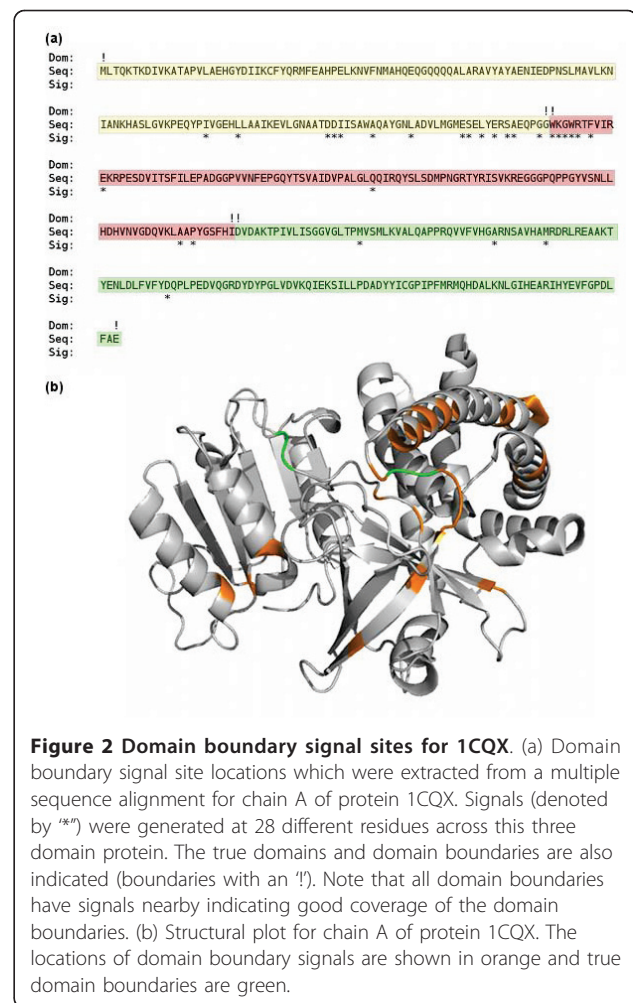 (a)
Dom: !
Seq: MLTQKTKDIVKATAPVLAEHGYDIIKCFYQRMFEAHPELKNVFNMAHQEQGQQQQALARAVYAYAENIEDPNSLMAVLKN
Sig:
Dom: !!
Seq: IANKHASLGVKPEQYPIVGEHLLAAIKEVLGNAATDDIISAWAQAYGNLADVLMGMESELYERSAEQPGGWKGWRTFVIR
Sig: * * *** * * ** * ** * ***** *
Dom:
Seq: EKRPESDVITSFILEPADGGPVVNFEPGQYTSVAIDVPALGLQQIRQYSLSDMPNGRTYRISVKREGGGPQPPGYVSNLL
Sig: * *
Dom: !!
Seq: HDHVNVGDQVKLAAPYGSFHIDVDAKTPIVLISGGVGLTPMVSMLKVALQAPPRQVVFVHGARNSAVHAMRDRLREAAKT
Sig: * * * * *
Dom:
Seq: YENLDLFVFYDQPLPEDVQGRDYDYPGLVDVKQIEKSILLPDADYYICGPIPFMRMQHDALKNLGIHEARIHYEVFGPDL
Sig: *
Dom: !
Seq: FAE
Sig:
(b)
Figure 2 Domain boundary signal sites for 1CQX. (a) Domain
boundary signal site locations which were extracted from a multiple
sequence alignment for chain A of protein 1CQX. Signals (denoted
by ‘*’’) were generated at 28 different residues across this three
domain protein. The true domains and domain boundaries are also
indicated (boundaries with an ‘!’). Note that all domain boundaries
have signals nearby indicating good coverage of the domain
boundaries. (b) Structural plot for chain A of protein 1CQX. The
locations of domain boundary signals are shown in orange and true
domain boundaries are green.